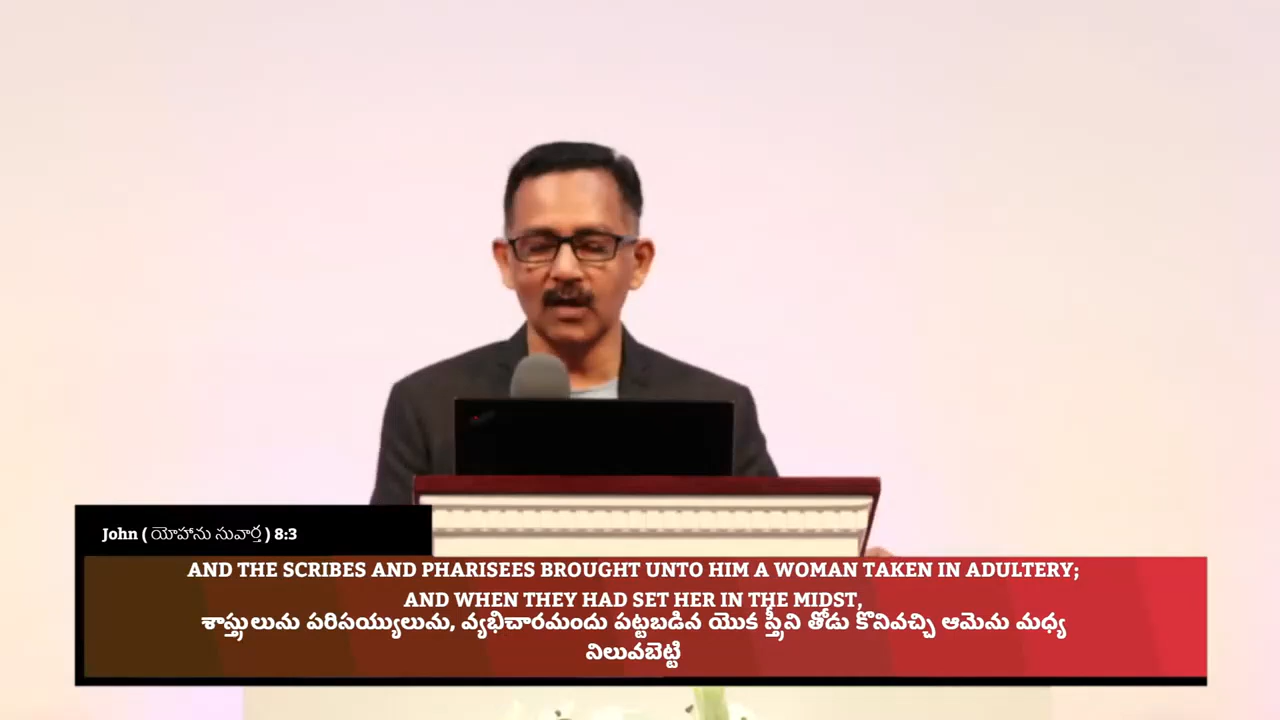 John ( యోహాను సువార్త ) 8:3
AND THE SCRIBES AND PHARISEES BROUGHT UNTO HIM A WOMAN TAKEN IN ADULTERY;
AND WHEN THEY HAD SET HER IN THE MIDST,
శాస్త్రులును పరిసయ్యులును, వ్యభిచారమందు పట్టబడిన యొక స్త్రీని తోడు కొనివచ్చి ఆమెను మధ్య
నిలువబెట్టి